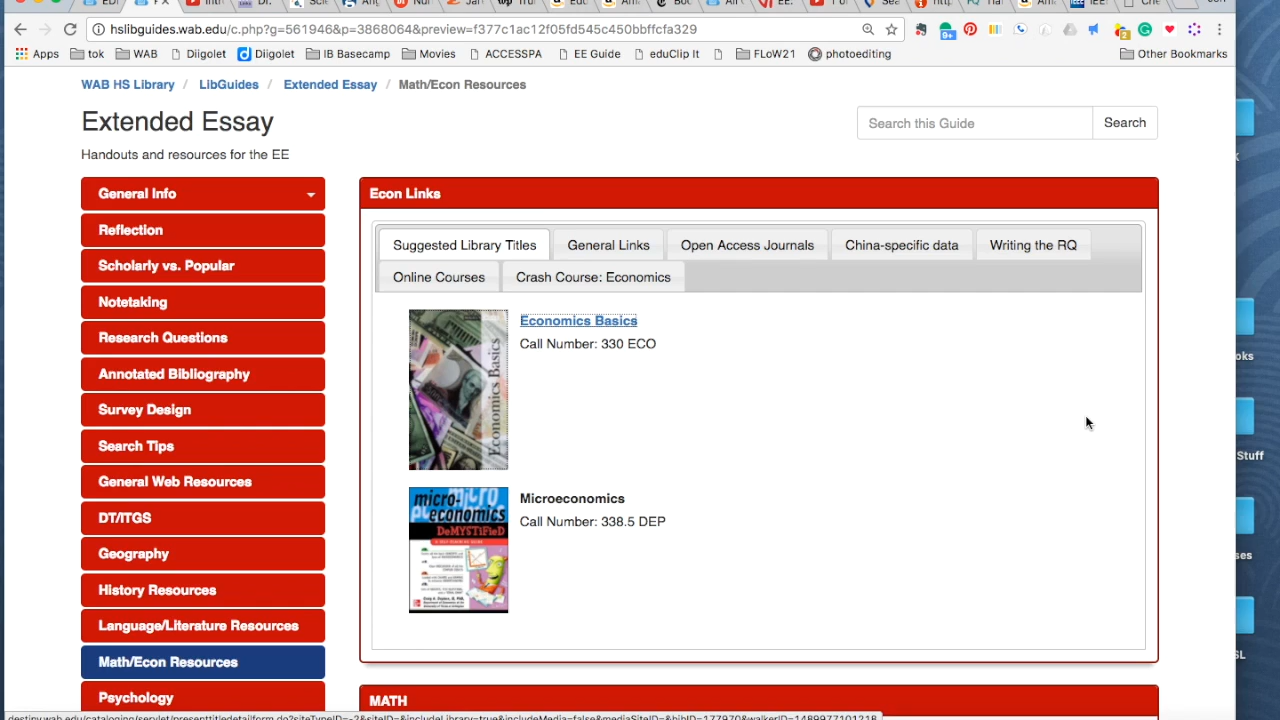 hslibguides.wab.edu/c.php?g=561946&p=3868064&preview=f377c1ac12f05fd545c450bbffcfa329
Apps tok WAB Diigolet Diigolet IB Basecamp Movies ACCESSPA EE Guide eduClip It FLoW21 photoediting Other Bookmarks
WAB HS Library / LibGuides / Extended Essay / Math/Econ Resources
Extended Essay
Search this Guide Search
Handouts and resources for the EE
General Info
Reflection
Scholarly vs. Popular
Notetaking
Research Questions
Annotated Bibliography
Survey Design
Search Tips
General Web Resources
DT/ITGS
Geography
History Resources
Language/Literature Resources
Math/Econ Resources
Psychology
Econ Links
Suggested Library Titles General Links Open Access Journals China-specific data Writing the RQ
Online Courses Crash Course: Economics
Economics Basics
Economics Basics
Call Number: 330 ECO
micro-
economics
DeMYSTiFieD
Microeconomics
Call Number: 338.5 DEP
MATH